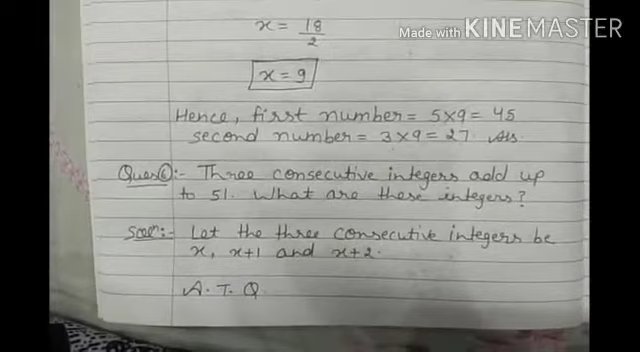 x = 18/2
Made with KINEMASTER
x = 9
Hence, first number = 5×9 = 45
second number = 3×9 = 27. Ans
Ques⑥:- Three consecutive integers add up
to 51. What are these integers?
Soln:- Let the three consecutive integers be
x, x+1 and x+2.
A.T.Q